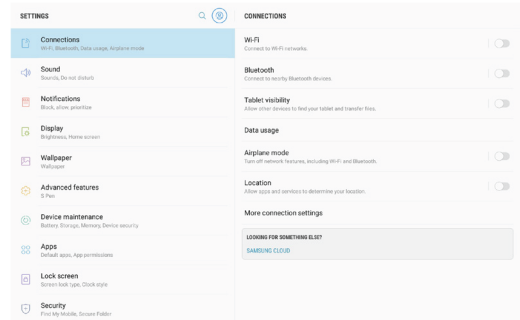 SETTINGS
Connections
Wi-Fi, Bluetooth, Data usage, Airplane mode
Sound
Sounds, Do not disturb
Notifications
Block, allow, prioritize
Display
Brightness, Home screen
Wallpaper
Wallpaper
Advanced features
S Pen
Device maintenance
Battery, Storage, Memory, Device security
Apps
Default apps, App permissions
Lock screen
Screen lock type, Clock style
Security
Find My Mobile, Secure Folder
CONNECTIONS
Wi-Fi
Connect to Wi-Fi networks.
Bluetooth
Connect to nearby Bluetooth devices.
Tablet visibility
Allow other devices to find your tablet and transfer files.
Data usage
Airplane mode
Turn off network features, including Wi-Fi and Bluetooth.
Location
Allow apps and services to determine your location.
More connection settings
LOOKING FOR SOMETHING ELSE?
SAMSUNG CLOUD